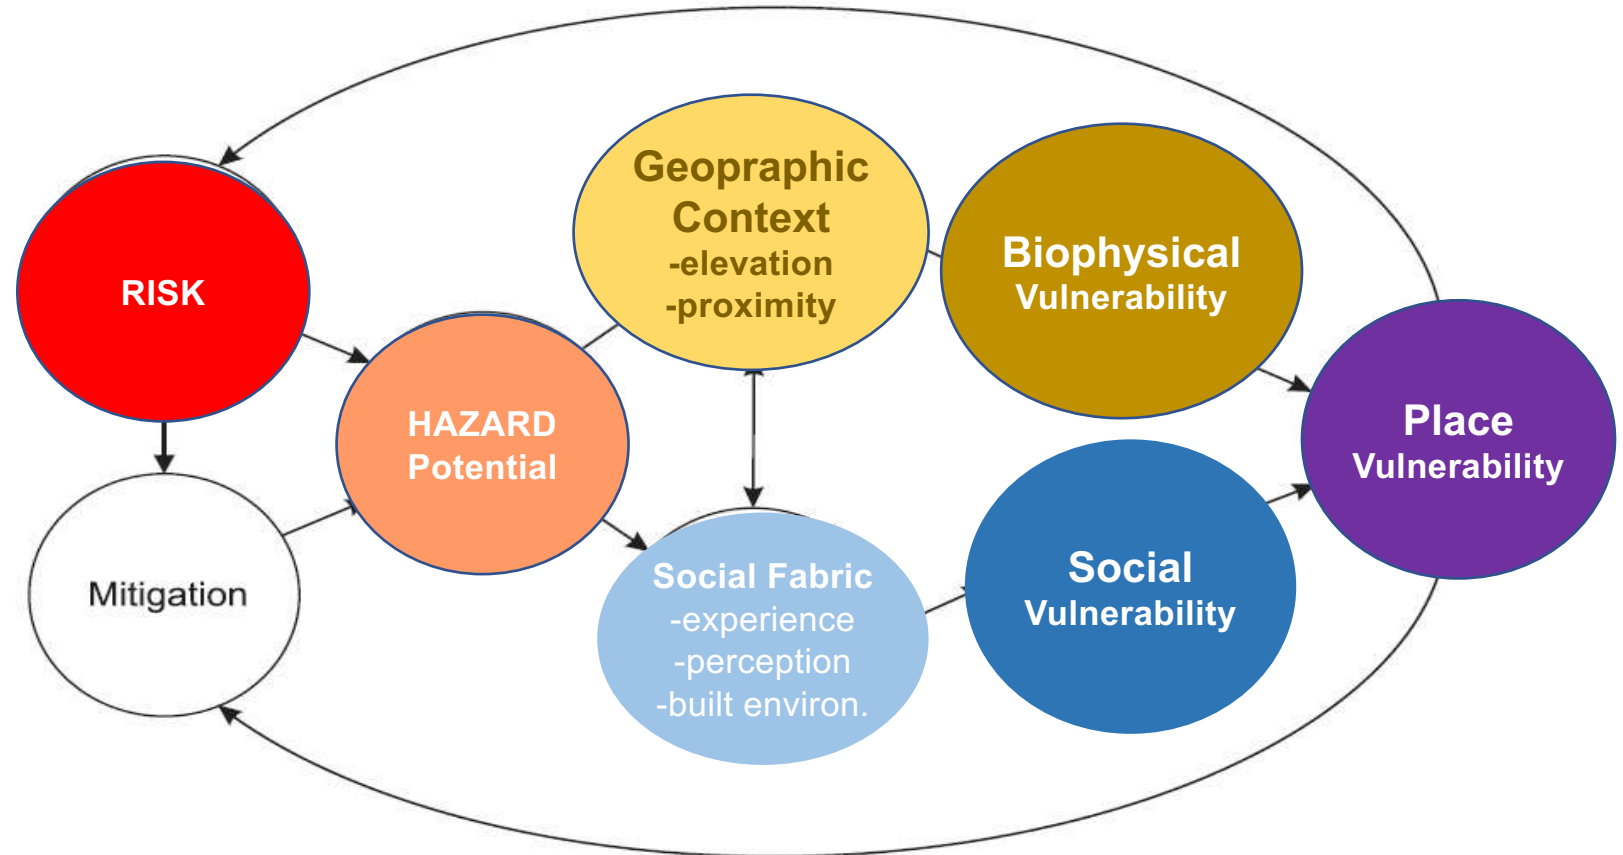 RISK
Mitigation
HAZARD
Potential
Geopraphic
Context
-elevation
-proximity
Social Fabric
-experience
-perception
-built environ.
Biophysical
Vulnerability
Social
Vulnerability
Place
Vulnerability